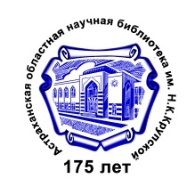 Астраханская областная научная библиотека им. Н.К.Крупской
175 лет